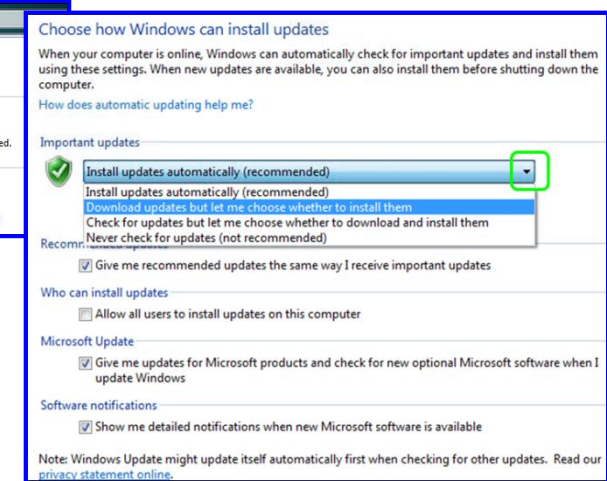 ed.
Choose how Windows can install updates
When your computer is online, Windows can automatically check for important updates and install them
using these settings. When new updates are available, you can also install them before shutting down the
computer.
How does automatic updating help me?
Important updates
Install updates automatically (recommended)
Install updates automatically (recommended)
Download updates but let me choose whether to install them
Check for updates but let me choose whether to download and install them
Never check for updates (not recommended)
Recommended updates
Give me recommended updates the same way I receive important updates
Who can install updates
Allow all users to install updates on this computer
Microsoft Update
Give me updates for Microsoft products and check for new optional Microsoft software when I
update Windows
Software notifications
Show me detailed notifications when new Microsoft software is available
Note: Windows Update might update itself automatically first when checking for other updates. Read our
privacy statement online.